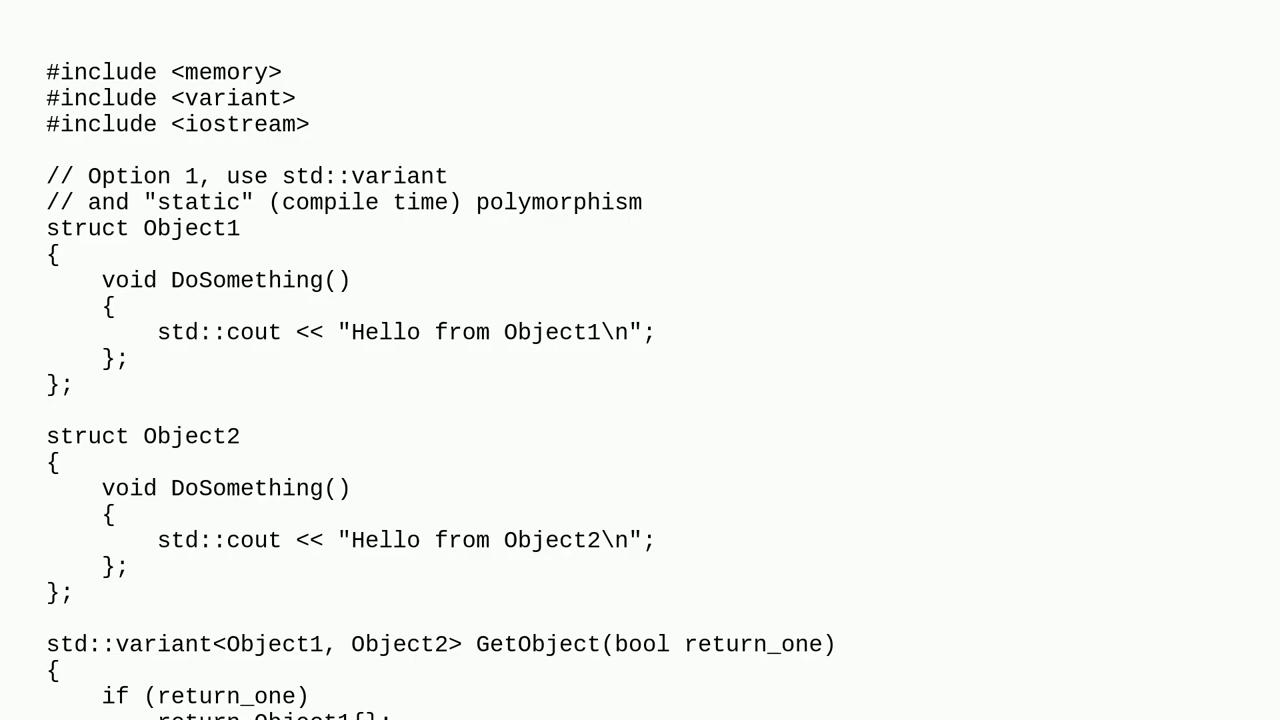 #include <memory>
#include <variant>
#include <iostream>
// Option 1, use std::variant
// and "static" (compile time) polymorphism
struct Object1
{
    void DoSomething()
    {
        std::cout << "Hello from Object1\n";
    };
};
struct Object2
{
    void DoSomething()
    {
        std::cout << "Hello from Object2\n";
    };
};
std::variant<Object1, Object2> GetObject(bool return_one)
{
    if (return_one)
        return Object1{};